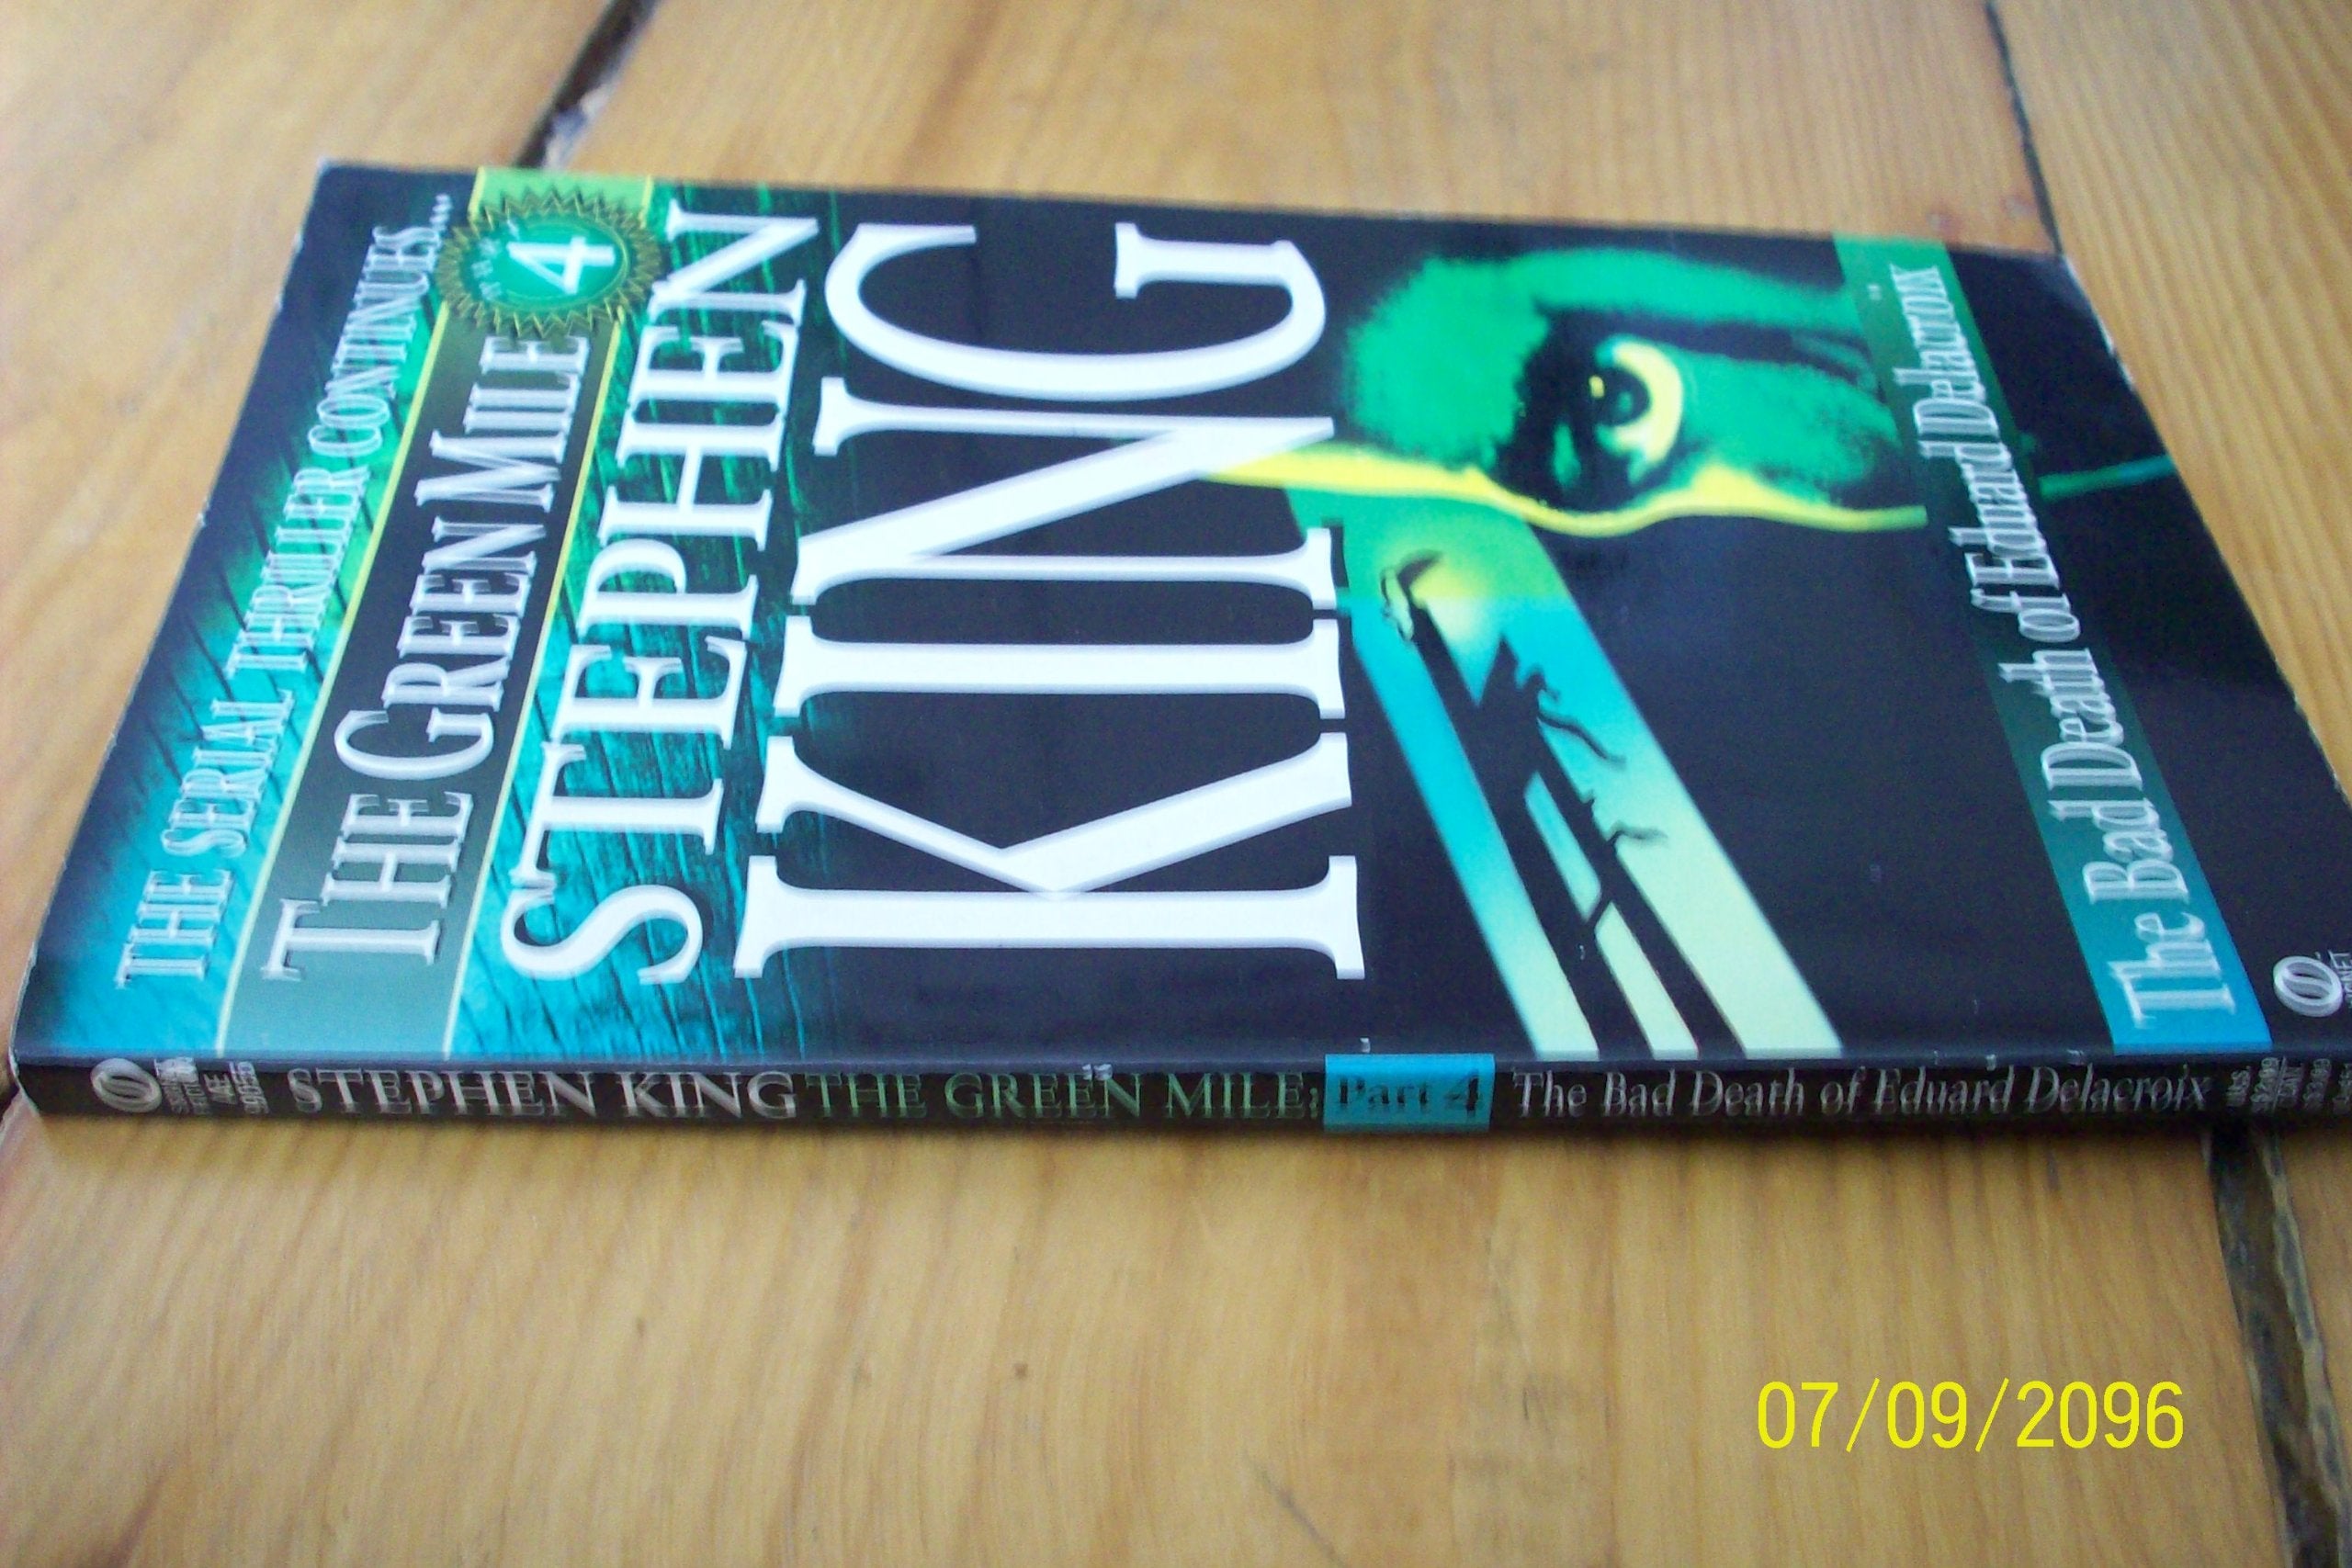 THE SERIAL THRILLER CONTINUES...
THE GREEN MILE
4
STEPHEN
KING
The Bad Death of Eduard Delacroix
SIGNET
STEPHEN KING THE GREEN MILE: Part 4 The Bad Death of Eduard Delacroix
07/09/2096